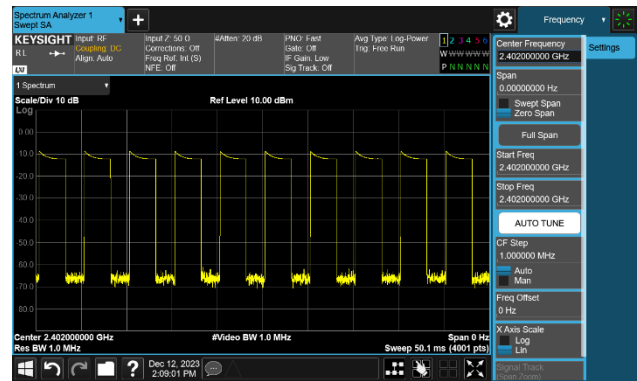 Spectrum Analyzer 1
Swept SA
Frequency
KEYSIGHT
RL
LXI
Input: RF
Coupling: DC
Align: Auto
Input Z: 50 Ω
Corrections: Off
Freq Ref: Int (S)
NFE: Off
#Atten: 20 dB
PNO: Fast
Gate: Off
IF Gain: Low
Sig Track: Off
Avg Type: Log-Power
Trig: Free Run
1 2 3 4 5 6
W W W W W W
P N N N N N
1 Spectrum
Scale/Div 10 dB
Ref Level 10.00 dBm
Log
0.00
-10.0
-20.0
-30.0
-40.0
-50.0
-60.0
-70.0
-80.0
Center 2.402000000 GHz
#Video BW 1.0 MHz
Span 0 Hz
Res BW 1.0 MHz
Sweep 50.1 ms (4001 pts)
Center Frequency
2.402000000 GHz
Settings
Span
0.00000000 Hz
Swept Span
Zero Span
Full Span
Start Freq
2.402000000 GHz
Stop Freq
2.402000000 GHz
AUTO TUNE
CF Step
1.000000 MHz
Auto
Man
Freq Offset
0 Hz
X Axis Scale
Log
Lin
Signal Track
(Span Zoom)
?
Dec 12, 2023
2:09:01 PM